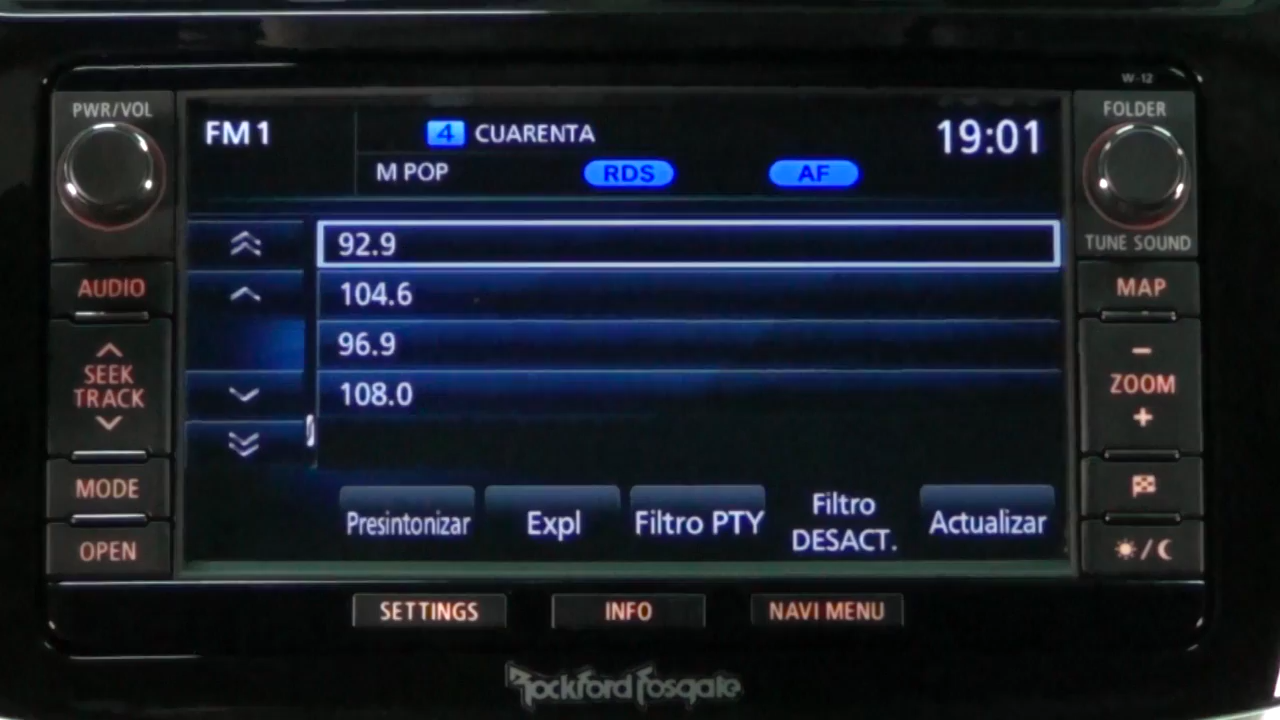 W-12
PWR/VOL
FOLDER
FM 1
4 CUARENTA
19:01
M POP
RDS
AF
TUNE SOUND
92.9
AUDIO
104.6
MAP
SEEK
TRACK
96.9
−
ZOOM
+
108.0
MODE
Presintonizar
Expl
Filtro PTY
Filtro
DESACT.
Actualizar
OPEN
SETTINGS
INFO
NAVI MENU
Rockford Fosgate